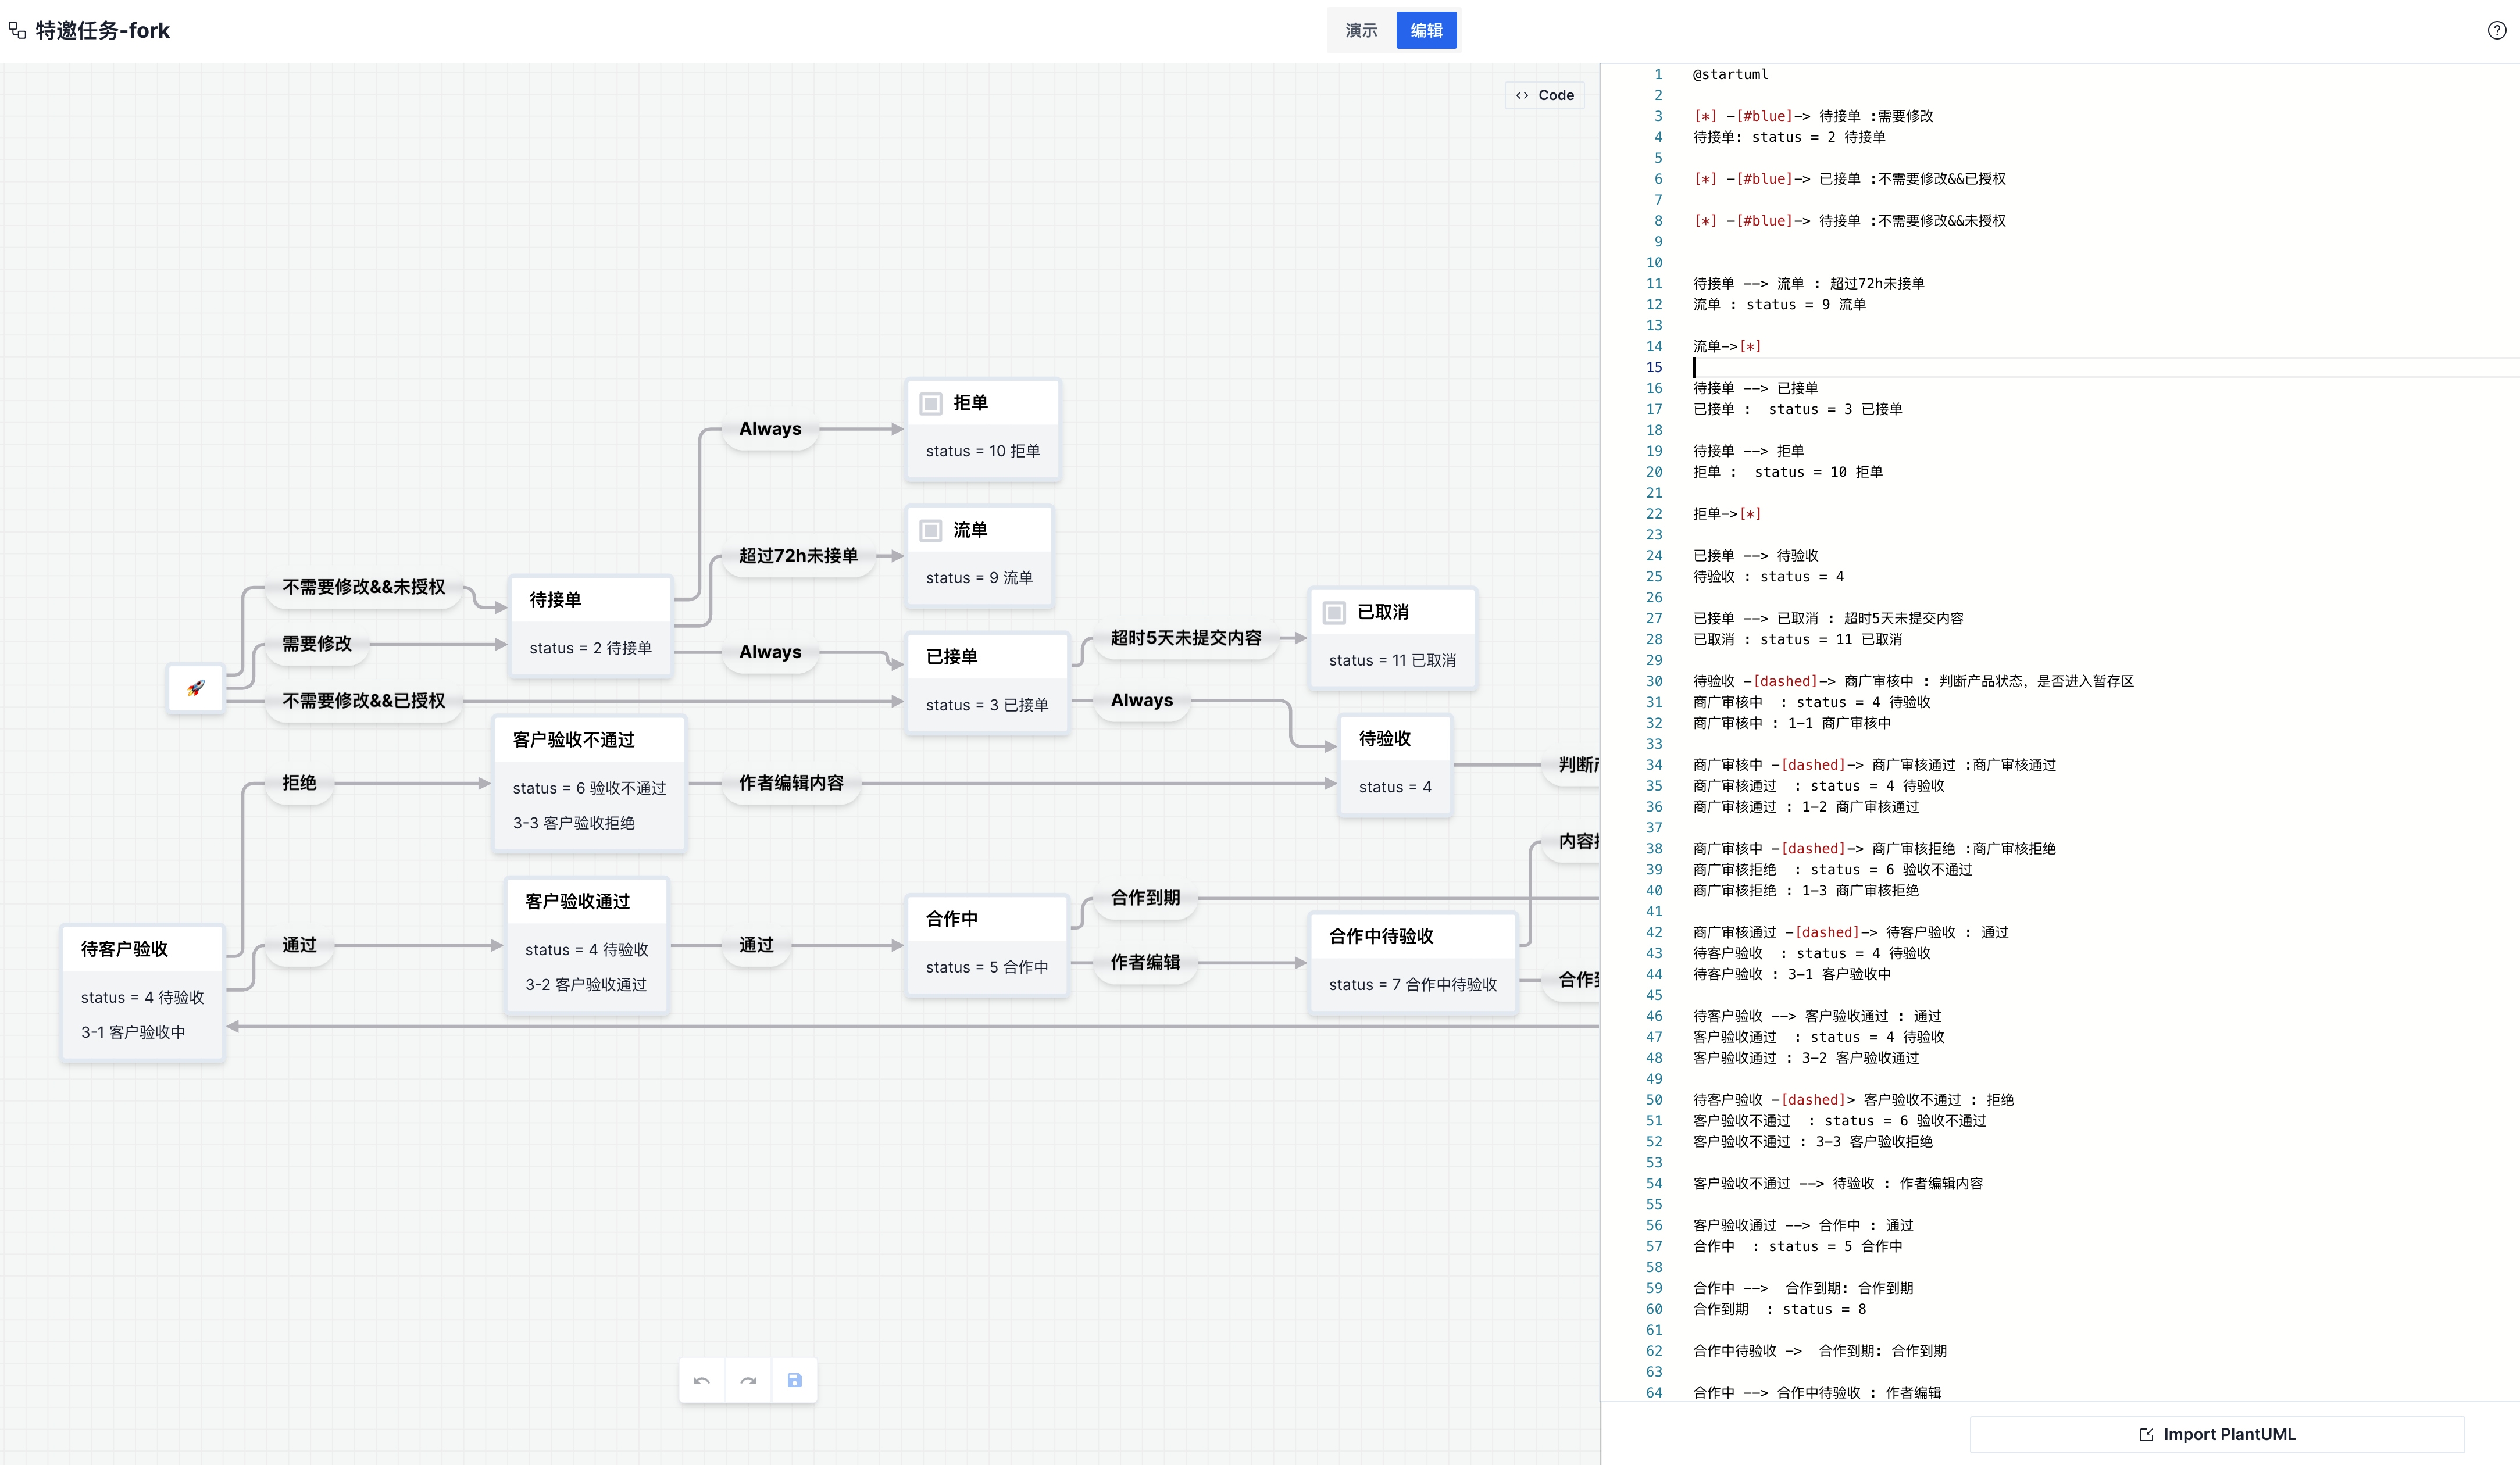 特邀任务-fork
演示
编辑
Code
拒单
status = 10 拒单
Always
流单
status = 9 流单
超过72h未接单
不需要修改&&未授权
待接单
status = 2 待接单
需要修改
Always
不需要修改&&已授权
已接单
status = 3 已接单
超时5天未提交内容
已取消
status = 11 已取消
Always
待验收
status = 4
判断
客户验收不通过
status = 6 验收不通过
3-3 客户验收拒绝
拒绝
作者编辑内容
内容
客户验收通过
status = 4 待验收
3-2 客户验收通过
通过
通过
合作中
status = 5 合作中
合作到期
作者编辑
合作中待验收
status = 7 合作中待验收
合作
待客户验收
status = 4 待验收
3-1 客户验收中
1 @startuml
2
3 [*] -[#blue]-> 待接单 :需要修改
4 待接单: status = 2 待接单
5
6 [*] -[#blue]-> 已接单 :不需要修改&&已授权
7
8 [*] -[#blue]-> 待接单 :不需要修改&&未授权
9
10
11 待接单 --> 流单 : 超过72h未接单
12 流单 : status = 9 流单
13
14 流单->[*]
15
16 待接单 --> 已接单
17 已接单 :  status = 3 已接单
18
19 待接单 --> 拒单
20 拒单 :  status = 10 拒单
21
22 拒单->[*]
23
24 已接单 --> 待验收
25 待验收 : status = 4
26
27 已接单 --> 已取消 : 超时5天未提交内容
28 已取消 : status = 11 已取消
29
30 待验收 -[dashed]-> 商广审核中 : 判断产品状态，是否进入暂存区
31 商广审核中  : status = 4 待验收
32 商广审核中 : 1-1 商广审核中
33
34 商广审核中 -[dashed]-> 商广审核通过 :商广审核通过
35 商广审核通过  : status = 4 待验收
36 商广审核通过 : 1-2 商广审核通过
37
38 商广审核中 -[dashed]-> 商广审核拒绝 :商广审核拒绝
39 商广审核拒绝  : status = 6 验收不通过
40 商广审核拒绝 : 1-3 商广审核拒绝
41
42 商广审核通过 -[dashed]-> 待客户验收 : 通过
43 待客户验收  : status = 4 待验收
44 待客户验收 : 3-1 客户验收中
45
46 待客户验收 --> 客户验收通过 : 通过
47 客户验收通过  : status = 4 待验收
48 客户验收通过 : 3-2 客户验收通过
49
50 待客户验收 -[dashed]> 客户验收不通过 : 拒绝
51 客户验收不通过  : status = 6 验收不通过
52 客户验收不通过 : 3-3 客户验收拒绝
53
54 客户验收不通过 --> 待验收 : 作者编辑内容
55
56 客户验收通过 --> 合作中 : 通过
57 合作中  : status = 5 合作中
58
59 合作中 -->  合作到期: 合作到期
60 合作到期  : status = 8
61
62 合作中待验收 ->  合作到期: 合作到期
63
64 合作中 --> 合作中待验收 : 作者编辑
Import PlantUML